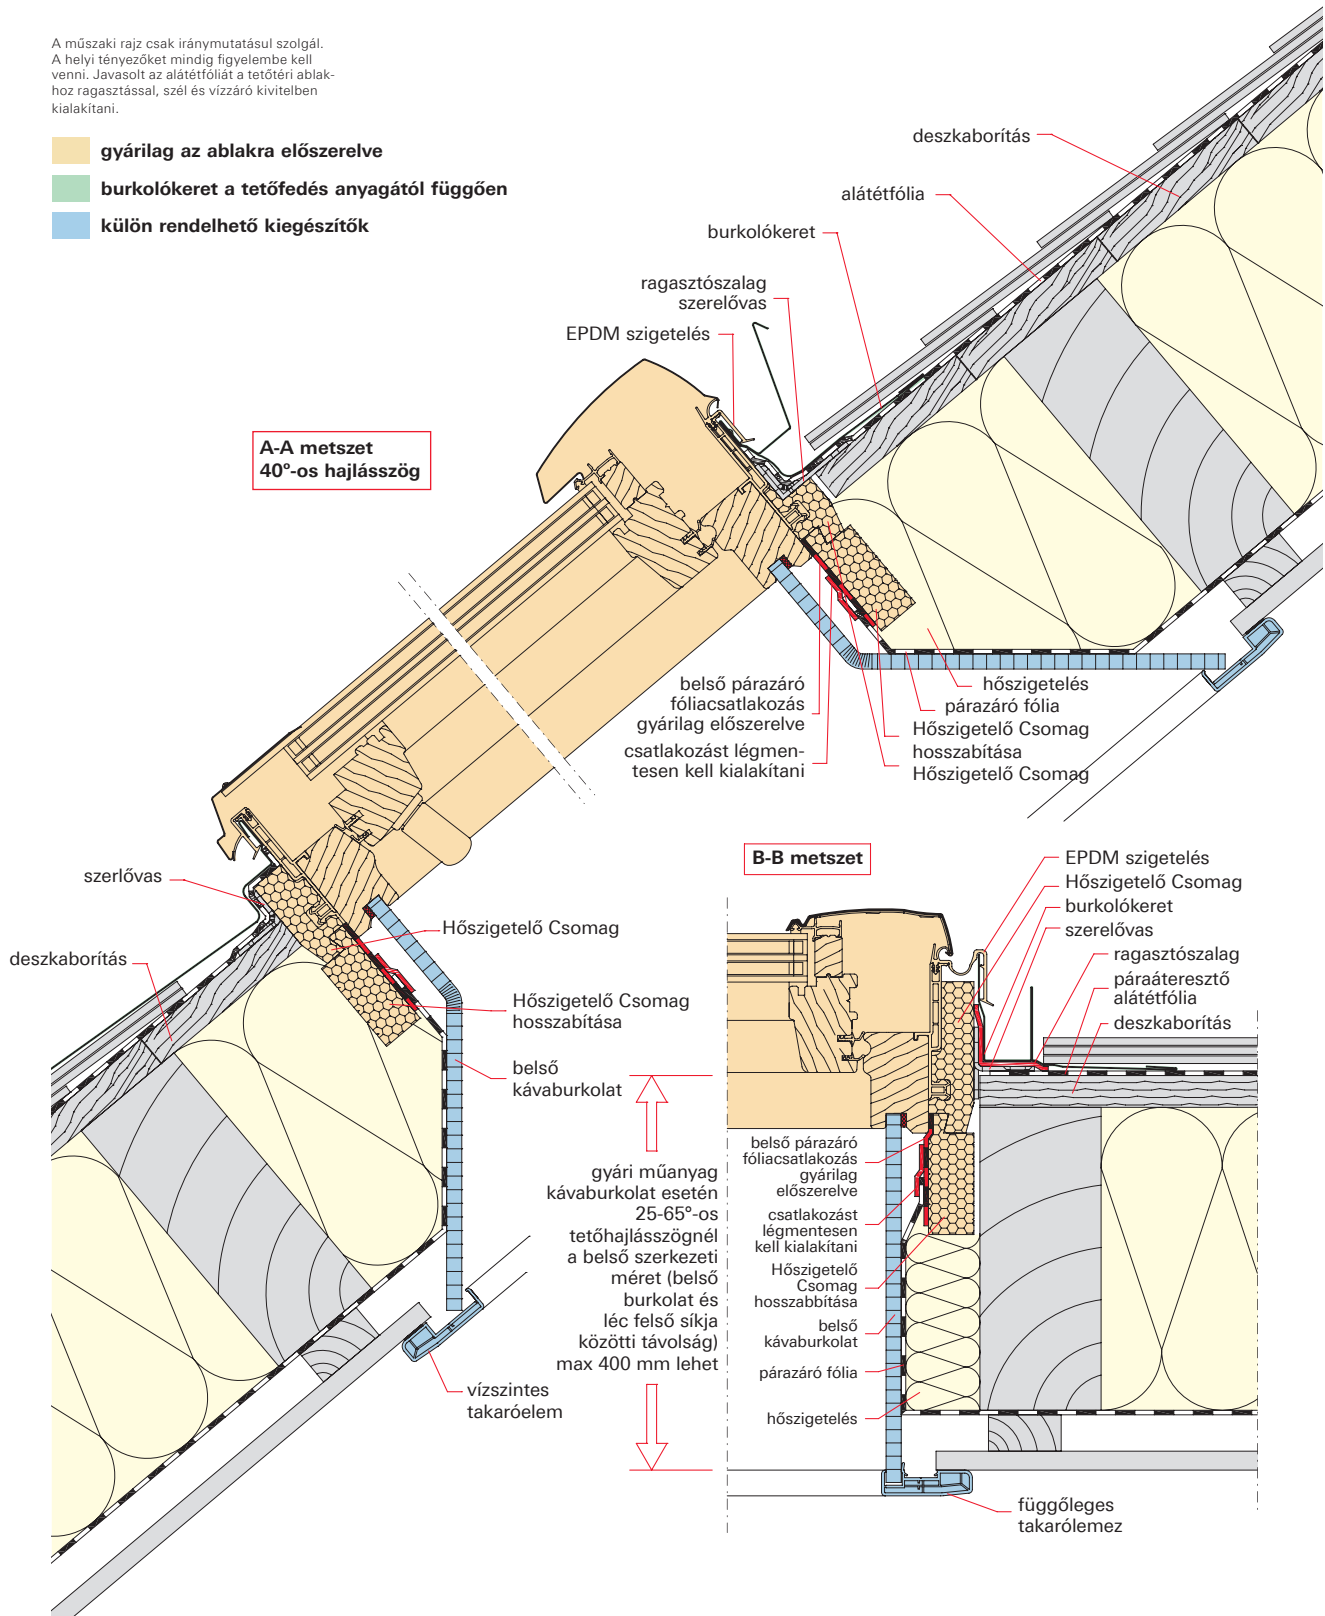 A műszaki rajz csak iránymutatásul szolgál.
A helyi tényezőket mindig figyelembe kell
venni. Javasolt az alátétfóliát a tetőtéri ablak-
hoz ragasztással, szél és vízzáró kivitelben
kialakítani.
gyárilag az ablakra előszerelve
burkolókeret a tetőfedés anyagától függően
külön rendelhető kiegészítők
deszkaborítás
alátétfólia
burkolókeret
ragasztószalag
szerelővas
EPDM szigetelés
A-A metszet
40º-os hajlásszög
belső párazáró
fóliacsatlakozás
gyárilag előszerelve
csatlakozást légmen-
tesen kell kialakítani
hőszigetelés
párazáró fólia
Hőszigetelő Csomag
hosszabítása
Hőszigetelő Csomag
szerlővas
deszkaborítás
Hőszigetelő Csomag
Hőszigetelő Csomag
hosszabítása
belső
kávaburkolat
gyári műanyag
kávaburkolat esetén
25-65º-os
tetőhajlásszögnél
a belső szerkezeti
méret (belső
burkolat és
léc felső síkja
közötti távolság)
max 400 mm lehet
vízszintes
takaróelem
B-B metszet
EPDM szigetelés
Hőszigetelő Csomag
burkolókeret
szerelővas
ragasztószalag
páraáteresztő
alátétfólia
deszkaborítás
belső párazáró
fóliacsatlakozás
gyárilag
előszerelve
csatlakozást
légmentesen
kell kialakítani
Hőszigetelő
Csomag
hosszabbítása
belső
kávaburkolat
párazáró fólia
hőszigetelés
függőleges
takarólemez